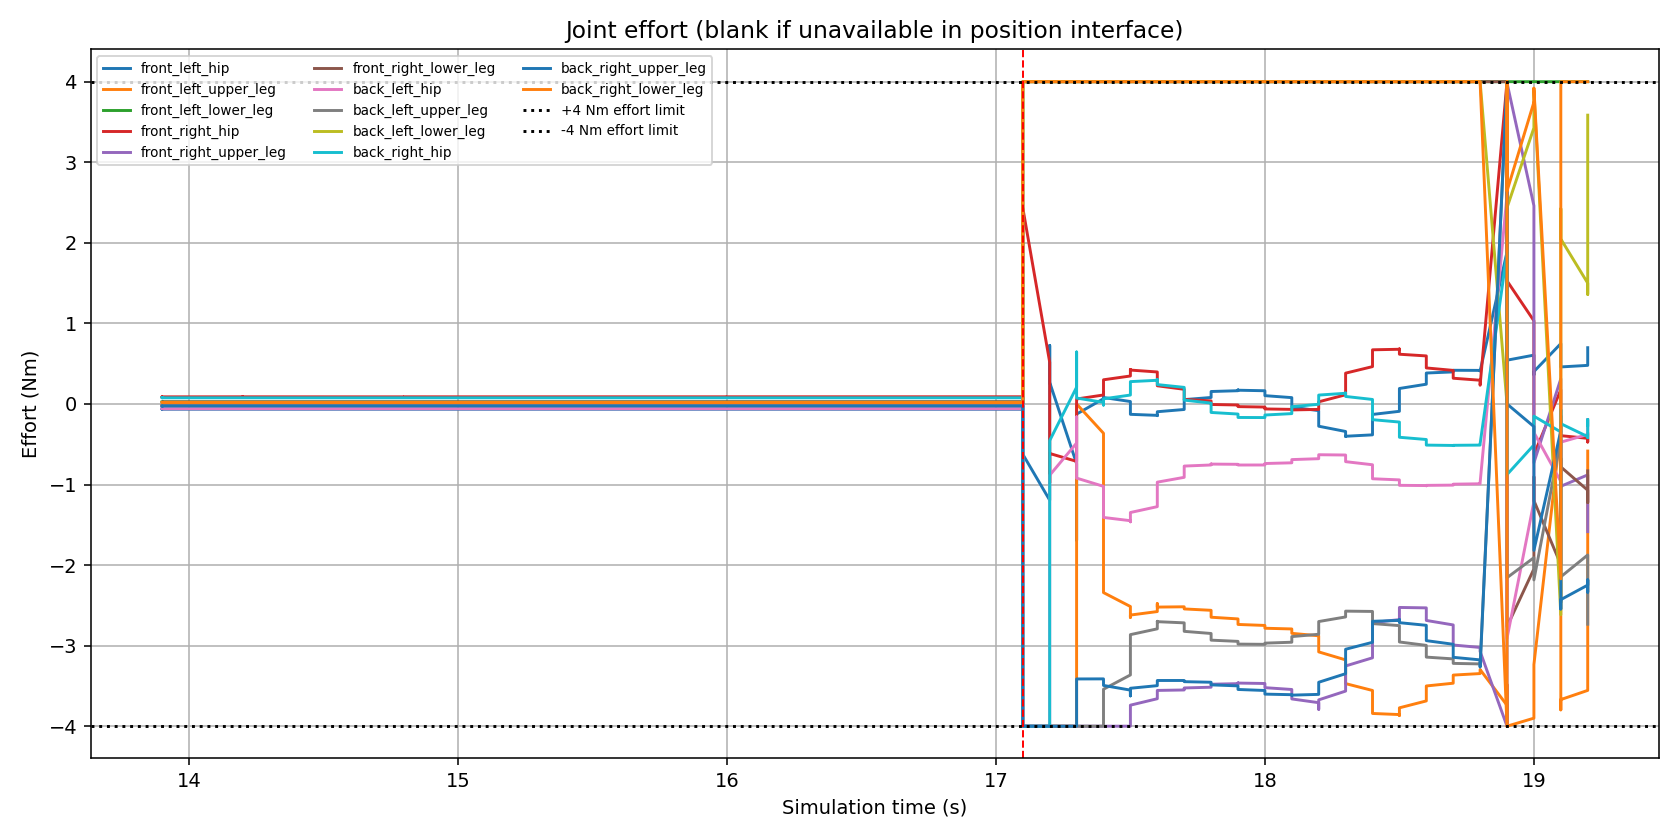 Joint effort (blank if unavailable in position interface)
front_left_hip
front_left_upper_leg
front_left_lower_leg
front_right_hip
front_right_upper_leg
front_right_lower_leg
back_left_hip
back_left_upper_leg
back_left_lower_leg
back_right_hip
back_right_upper_leg
back_right_lower_leg
+4 Nm effort limit
-4 Nm effort limit
Effort (Nm)
4
3
2
1
0
−1
−2
−3
−4
14 15 16 17 18 19
Simulation time (s)